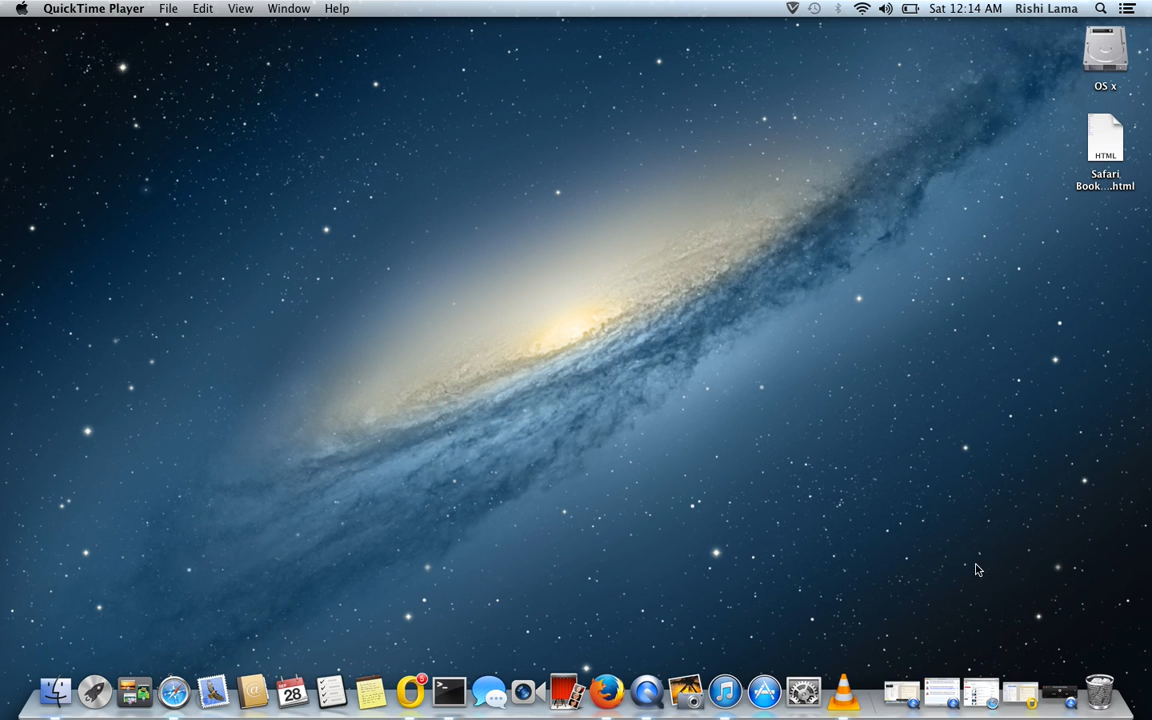 QuickTime Player File Edit View Window Help Sat 12:14 AM Rishi Lama
OS x
HTML
Safari
Book....html
SEP
28